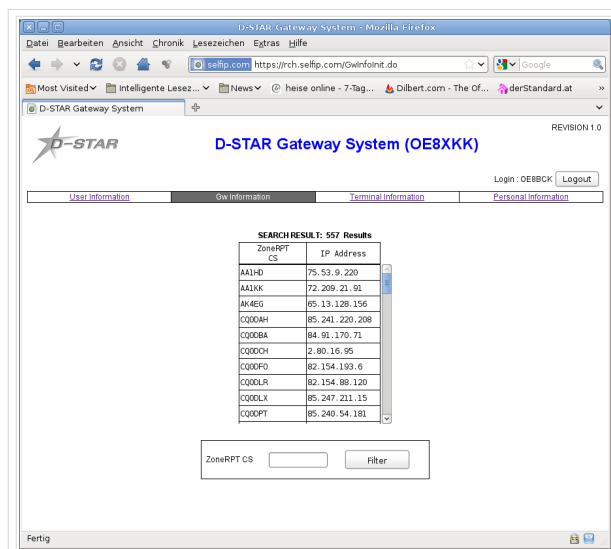 D-STAR Gateway System - Mozilla Firefox
Datei Bearbeiten Ansicht Chronik Lesezeichen Extras Hilfe
selfip.com https://rch.selfip.com/GwInfoInit.do Google
Most Visited Intelligente Lesez... News heise online - 7-Tag... Dilbert.com - The Of... derStandard.at »
D-STAR Gateway System
REVISION 1.0
D-STAR
D-STAR Gateway System (OE8XKK)
Login : OE8BCK Logout
User Information Gw Information Terminal Information Personal Information
SEARCH RESULT: 557 Results
ZoneRPT CS IP Address
AA1HD 75.53.9.220
AA1KK 72.209.21.91
AK4EG 65.13.128.156
CQ0DAH 85.241.220.208
CQ0DBA 84.91.170.71
CQ0DCH 2.80.16.95
CQ0DFO 82.154.193.6
CQ0DLR 82.154.88.120
CQ0DLX 85.247.211.15
CQ0DPT 85.240.54.181
ZoneRPT CS Filter
Fertig